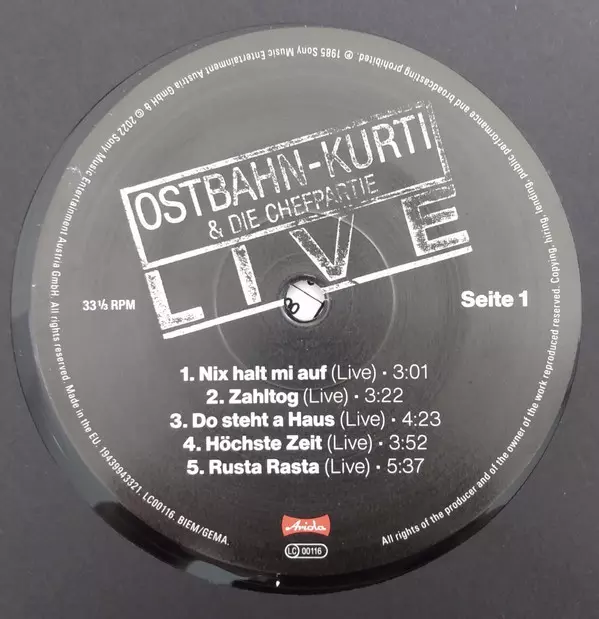 OSTBAHN-KURTI
& DIE CHEFPARTIE
LIVE
33 ⅓ RPM
Seite 1
1. Nix halt mi auf (Live) · 3:01
2. Zahltog (Live) · 3:22
3. Do steht a Haus (Live) · 4:23
4. Höchste Zeit (Live) · 3:52
5. Rusta Rasta (Live) · 5:37
Ariola
LC 00116
℗ 1985 Sony Music Entertainment Austria GmbH & © 2022 Sony Music Entertainment Austria GmbH. All rights reserved. Made in the EU. 19439943321. LC00116. BIEM/GEMA.
All rights of the producer and of the owner of the work reproduced reserved. Copying, hiring, lending, public performance and broadcasting prohibited.